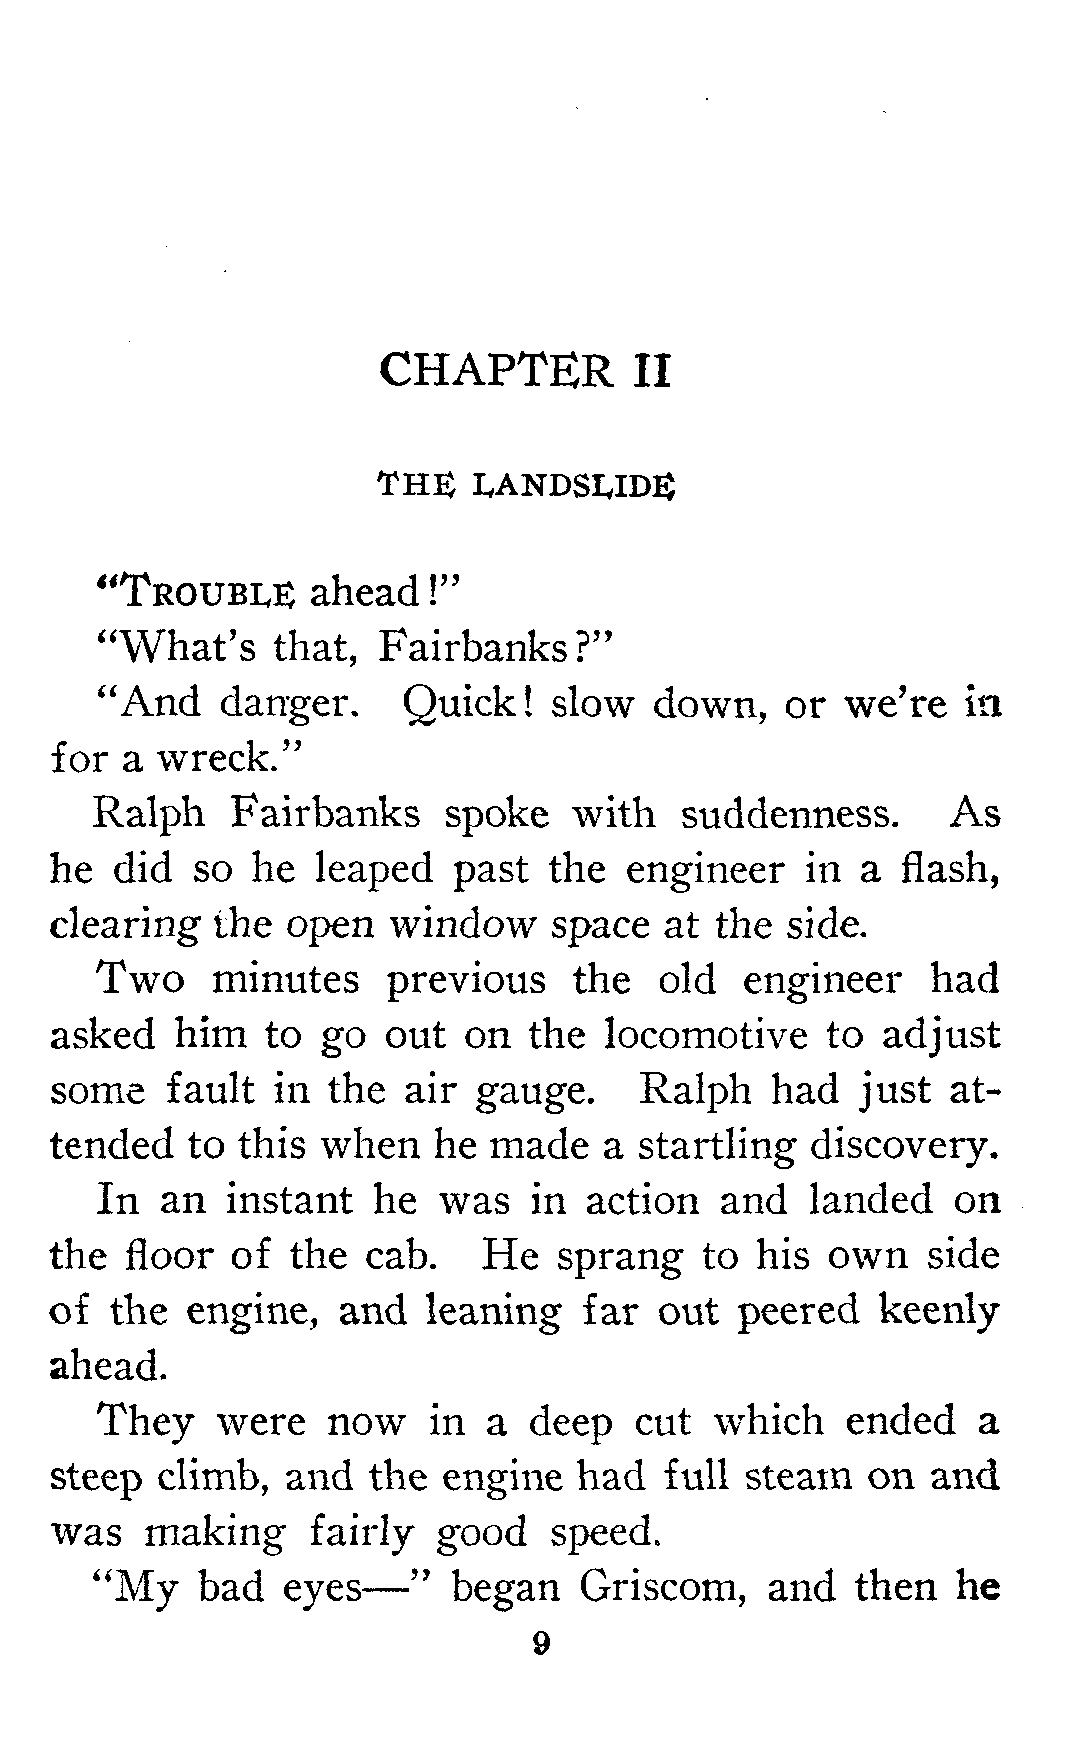 CHAPTER II
THE LANDSLIDE
“TROUBLE ahead!”
“What’s that, Fairbanks?”
“And danger. Quick! slow down, or we’re in
for a wreck.”
Ralph Fairbanks spoke with suddenness. As
he did so he leaped past the engineer in a flash,
clearing the open window space at the side.
Two minutes previous the old engineer had
asked him to go out on the locomotive to adjust
some fault in the air gauge. Ralph had just at-
tended to this when he made a startling discovery.
In an instant he was in action and landed on
the floor of the cab. He sprang to his own side
of the engine, and leaning far out peered keenly
ahead.
They were now in a deep cut which ended a
steep climb, and the engine had full steam on and
was making fairly good speed.
“My bad eyes—” began Griscom, and then he
9